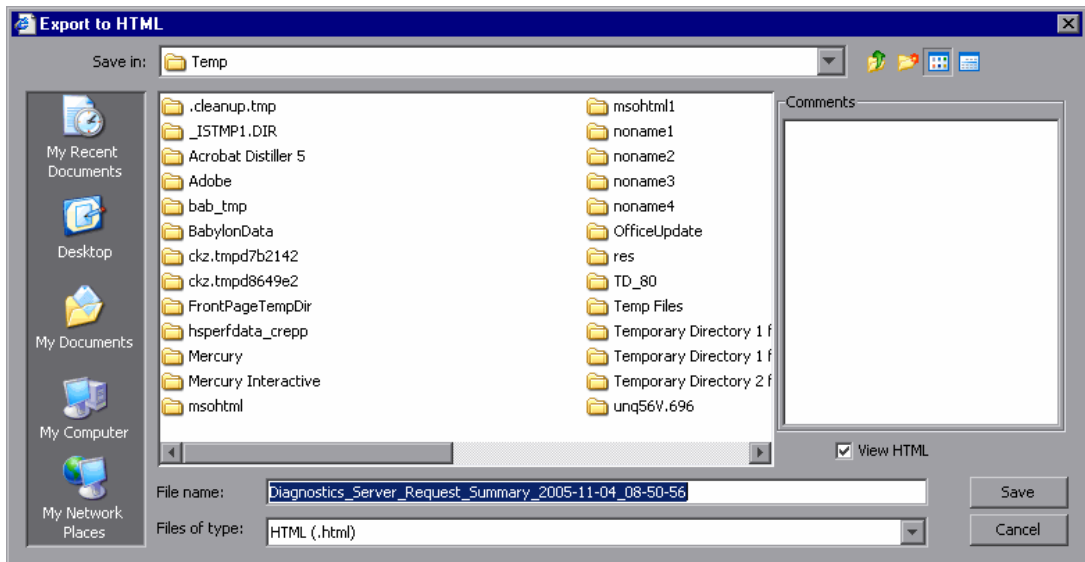 Export to HTML
Save in:
Temp
My Recent
Documents
Desktop
My Documents
My Computer
My Network
Places
.cleanup.tmp
_ISTMP1.DIR
Acrobat Distiller 5
Adobe
bab_tmp
BabylonData
ckz.tmpd7b2142
ckz.tmpd8649e2
FrontPageTempDir
hsperfdata_crepp
Mercury
Mercury Interactive
msohtml
msohtml1
noname1
noname2
noname3
noname4
OfficeUpdate
res
TD_80
Temp Files
Temporary Directory 1 f
Temporary Directory 1 f
Temporary Directory 2 f
unq56V.696
Comments
View HTML
File name:
Diagnostics_Server_Request_Summary_2005-11-04_08-50-56
Save
Files of type:
HTML (.html)
Cancel